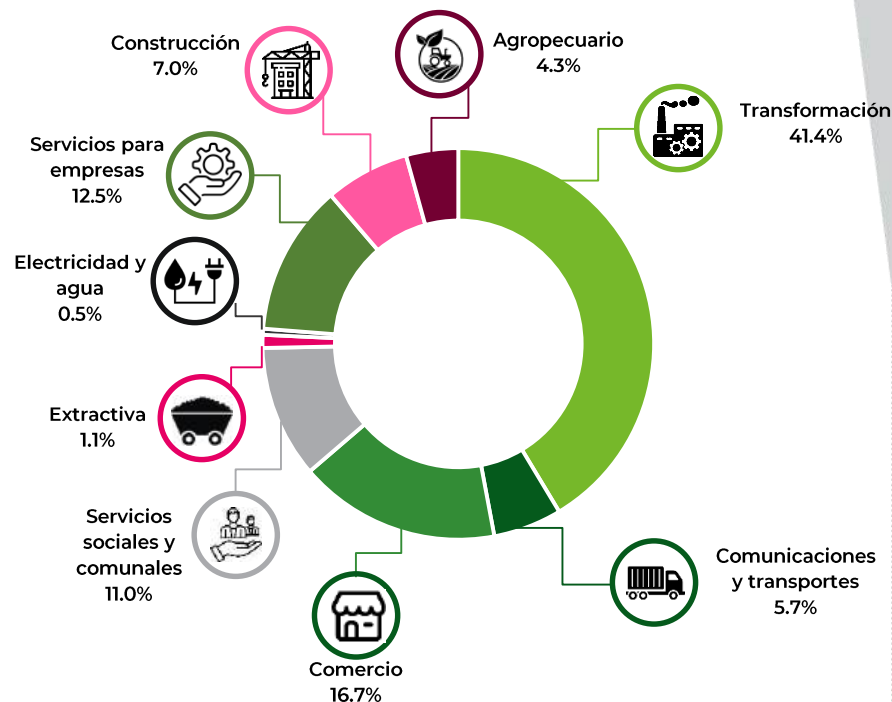 Construcción
7.0%
Agropecuario
4.3%
Transformación
41.4%
Servicios para
empresas
12.5%
Electricidad y
agua
0.5%
Extractiva
1.1%
Servicios
sociales y
comunales
11.0%
Comercio
16.7%
Comunicaciones
y transportes
5.7%